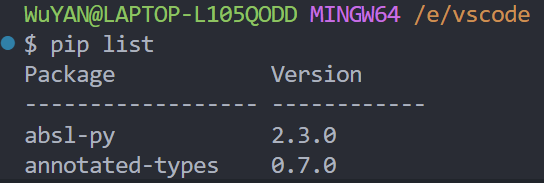 WuYAN@LAPTOP-L105QODD MINGW64 /e/vscode
$ pip list
Package            Version
------------------ ------------
absl-py            2.3.0
annotated-types    0.7.0